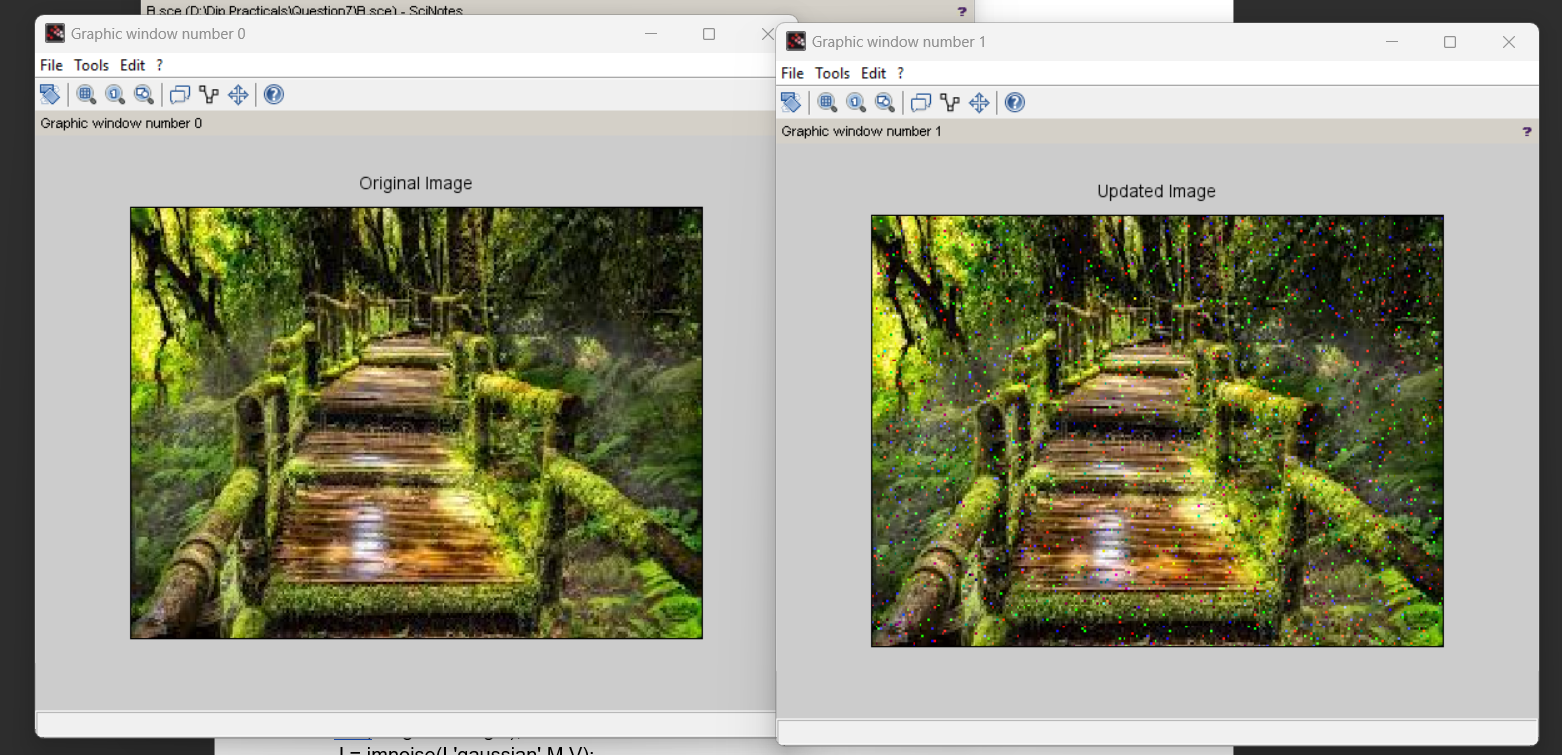 B.sce (D:\Dip Practicals\Question7\B.sce) - SciNotes
?
Graphic window number 0
File Tools Edit ?
Graphic window number 0
Original Image
Graphic window number 1
File Tools Edit ?
Graphic window number 1
?
Updated Image
J = imnoise(I,'gaussian',M,V);